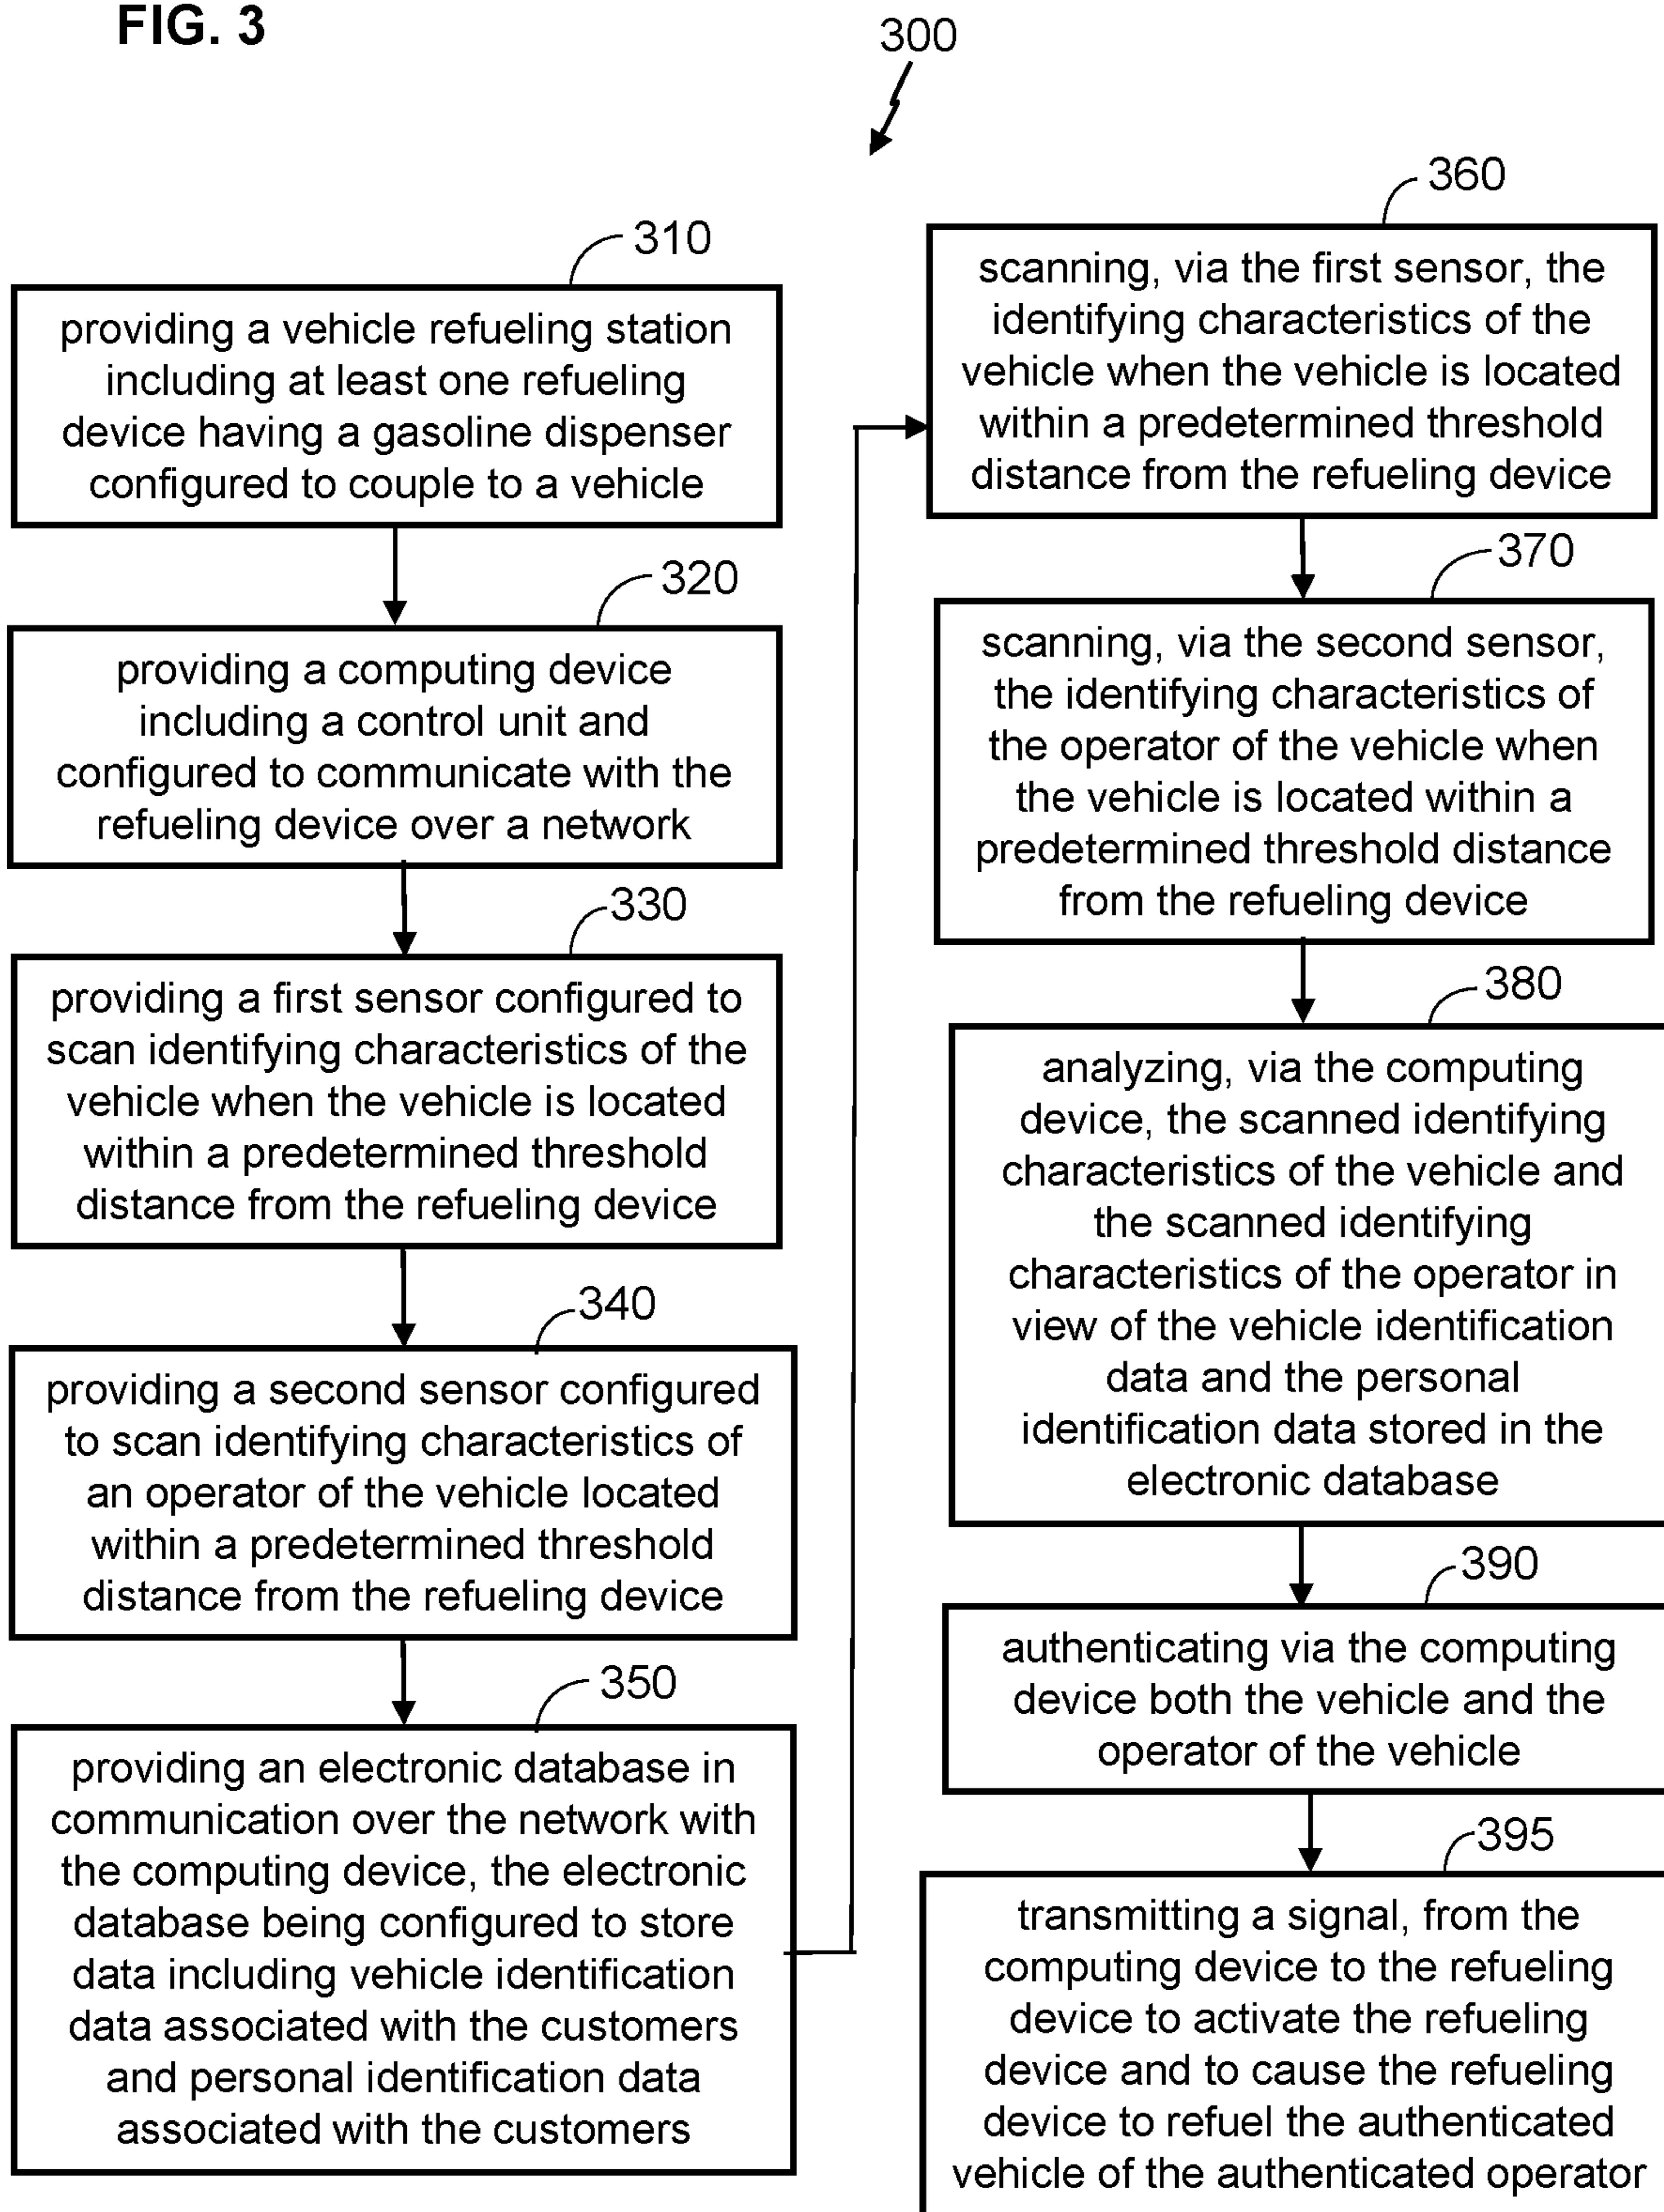 FIG. 3
300
310
providing a vehicle refueling station
including at least one refueling
device having a gasoline dispenser
configured to couple to a vehicle
320
providing a computing device
including a control unit and
configured to communicate with the
refueling device over a network
330
providing a first sensor configured to
scan identifying characteristics of the
vehicle when the vehicle is located
within a predetermined threshold
distance from the refueling device
340
providing a second sensor configured
to scan identifying characteristics of
an operator of the vehicle located
within a predetermined threshold
distance from the refueling device
350
providing an electronic database in
communication over the network with
the computing device, the electronic
database being configured to store
data including vehicle identification
data associated with the customers
and personal identification data
associated with the customers
360
scanning, via the first sensor, the
identifying characteristics of the
vehicle when the vehicle is located
within a predetermined threshold
distance from the refueling device
370
scanning, via the second sensor,
the identifying characteristics of
the operator of the vehicle when
the vehicle is located within a
predetermined threshold distance
from the refueling device
380
analyzing, via the computing
device, the scanned identifying
characteristics of the vehicle and
the scanned identifying
characteristics of the operator in
view of the vehicle identification
data and the personal
identification data stored in the
electronic database
390
authenticating via the computing
device both the vehicle and the
operator of the vehicle
395
transmitting a signal, from the
computing device to the refueling
device to activate the refueling
device and to cause the refueling
device to refuel the authenticated
vehicle of the authenticated operator